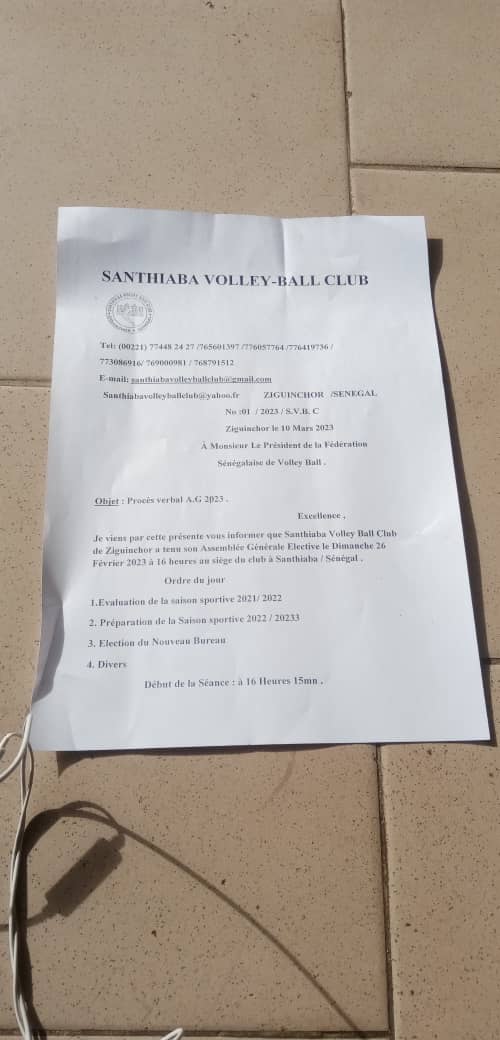 SANTHIABA VOLLEY-BALL CLUB
Tel: (00221) 77448 24 27 /765601397 /776057764 /776419736 /
773086916/ 769000981 / 768791512
E-mail: santhiabavolleyballclub@gmail.com
Santhiabavolleyballclub@yahoo.fr ZIGUINCHOR /SENEGAL
No :01 / 2023 / S.V.B. C
Ziguinchor le 10 Mars 2023
À Monsieur Le Président de la Fédération
Sénégalaise de Volley Ball .
Objet : Procés verbal A.G 2023 .
Excellence ,
Je viens par cette présente vous informer que Santhiaba Volley Ball Club
de Ziguinchor a tenu son Assemblée Générale Elective le Dimanche 26
Février 2023 à 16 heures au siège du club à Santhiaba / Sénégal .
Ordre du jour
1.Evaluation de la saison sportive 2021/ 2022
2. Préparation de la Saison sportive 2022 / 20233
3. Election du Nouveau Bureau
4. Divers
Début de la Séance : à 16 Heures 15mn .